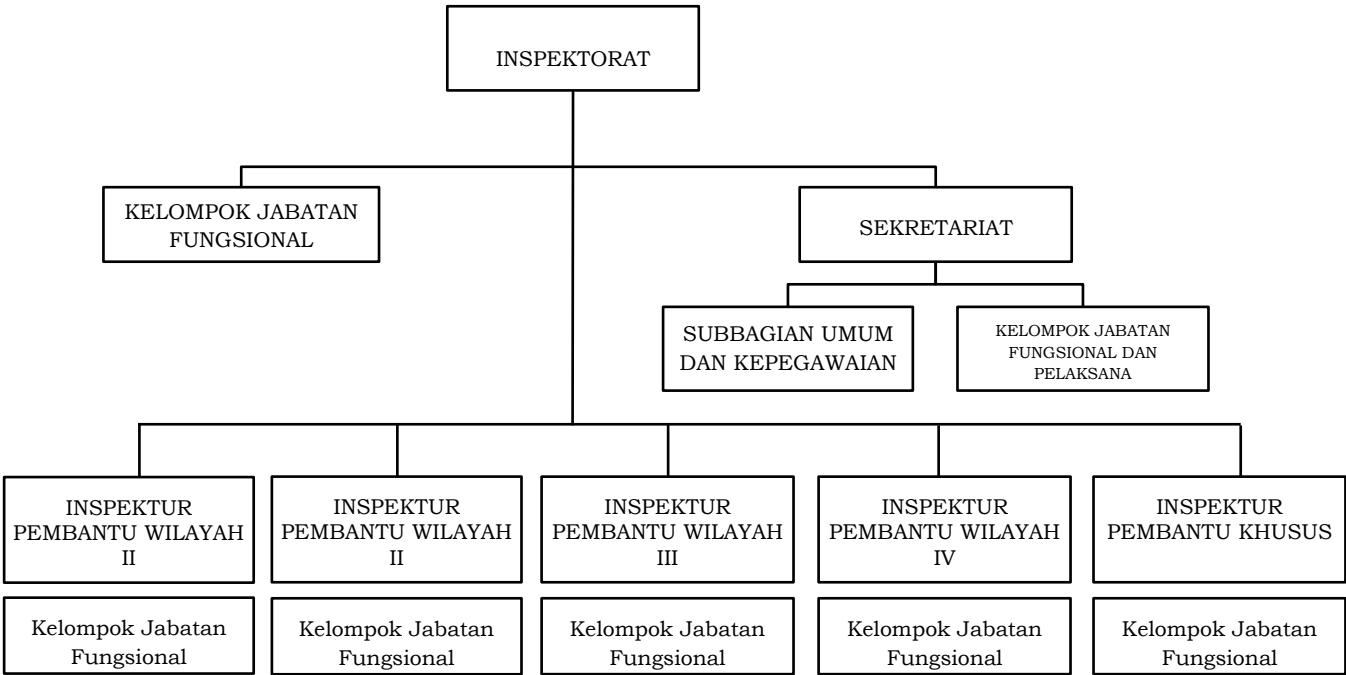 INSPEKTORAT
KELOMPOK JABATAN
FUNGSIONAL
SEKRETARIAT
SUBBAGIAN UMUM
DAN KEPEGAWAIAN
KELOMPOK JABATAN
FUNGSIONAL DAN
PELAKSANA
INSPEKTUR
PEMBANTU WILAYAH
II
INSPEKTUR
PEMBANTU WILAYAH
II
INSPEKTUR
PEMBANTU WILAYAH
III
INSPEKTUR
PEMBANTU WILAYAH
IV
INSPEKTUR
PEMBANTU KHUSUS
Kelompok Jabatan
Fungsional
Kelompok Jabatan
Fungsional
Kelompok Jabatan
Fungsional
Kelompok Jabatan
Fungsional
Kelompok Jabatan
Fungsional